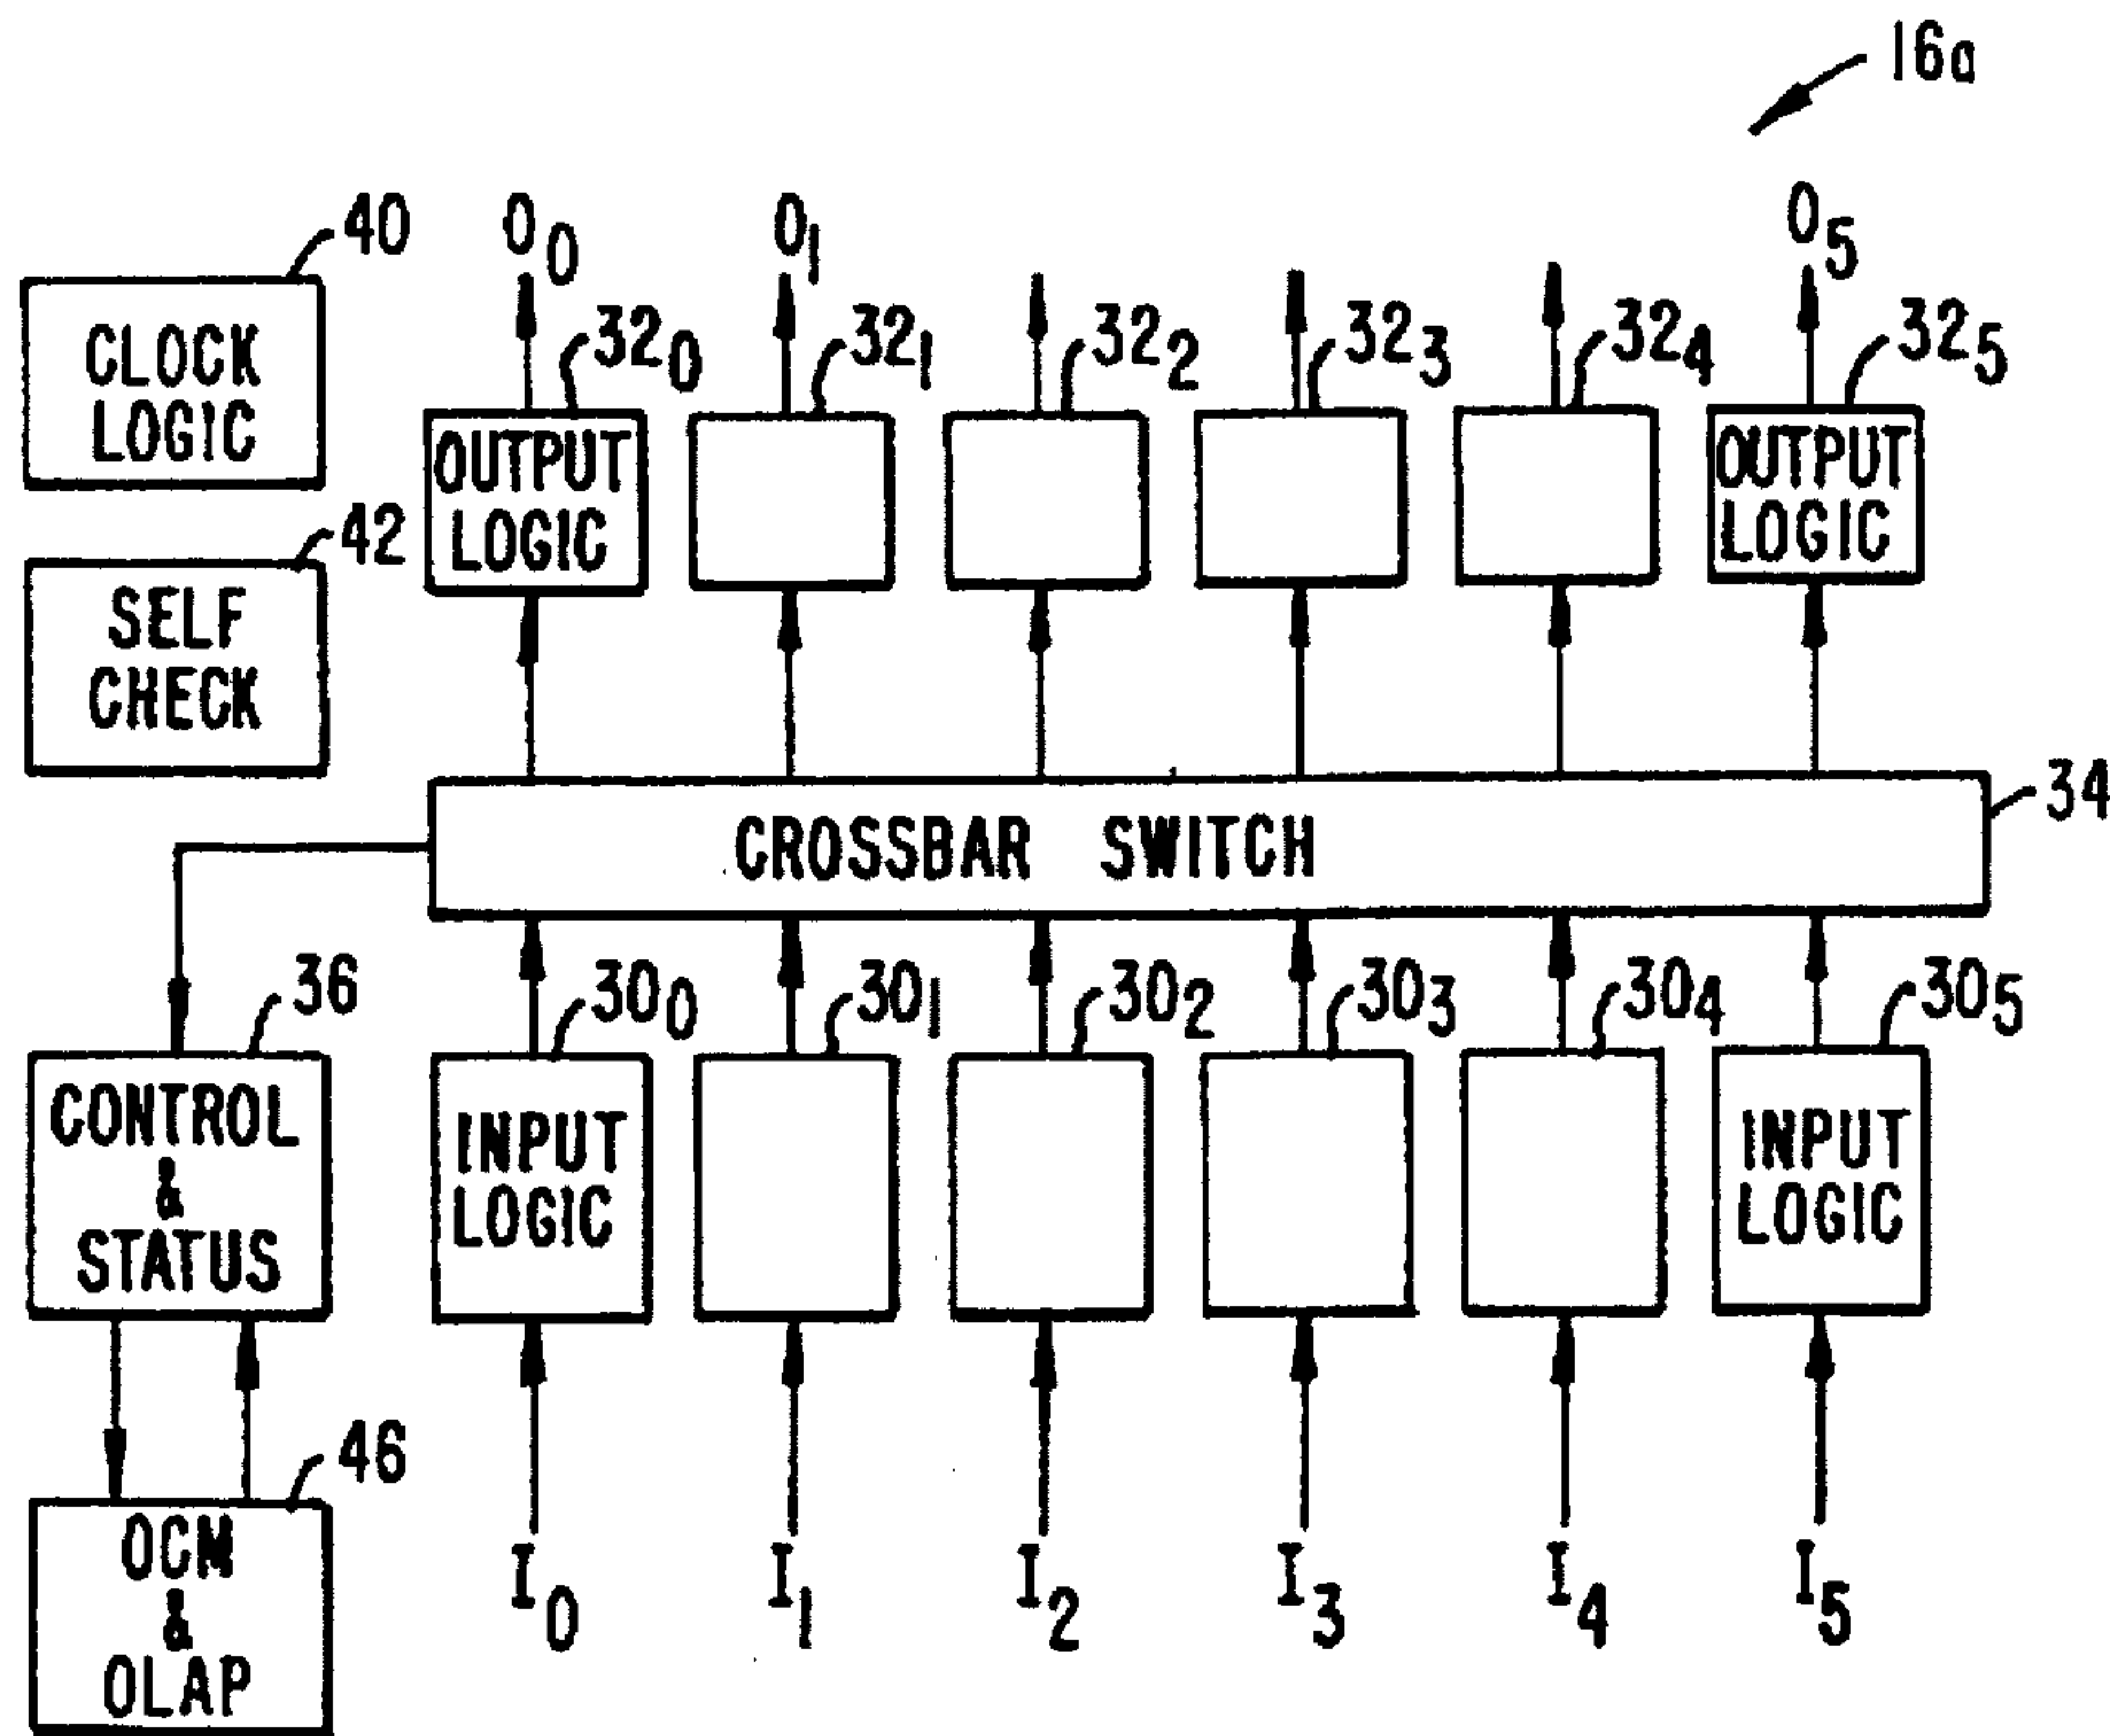 16a
40
O0
O1
O5
CLOCK
LOGIC
320
321
322
323
324
325
OUTPUT
LOGIC
OUTPUT
LOGIC
42
SELF
CHECK
34
CROSSBAR SWITCH
36
300
301
302
303
304
305
CONTROL
&
STATUS
INPUT
LOGIC
INPUT
LOGIC
46
OCM
&
OLAP
I0
I1
I2
I3
I4
I5